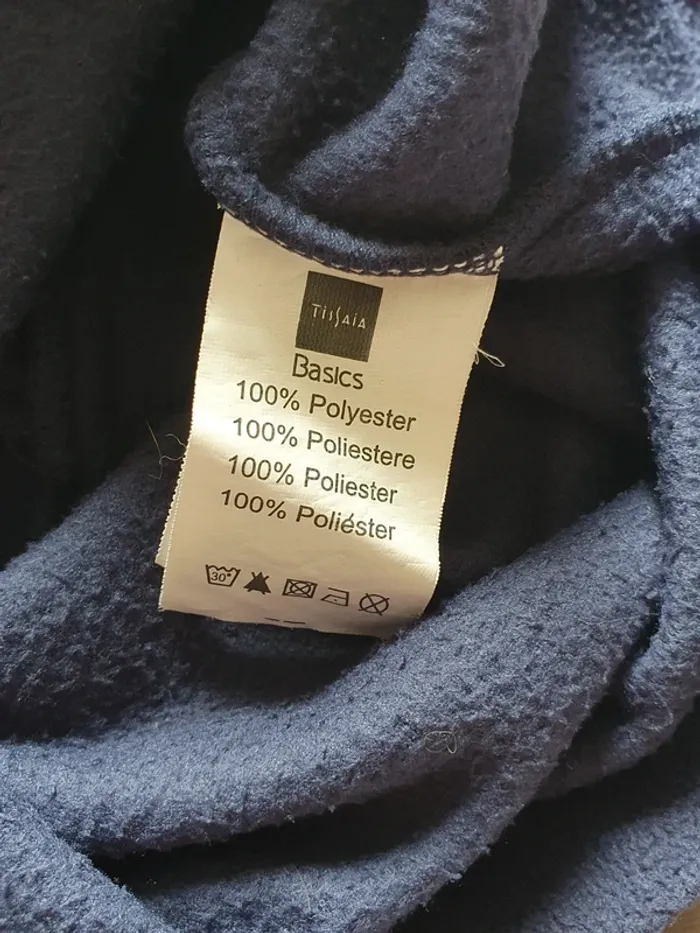 TISSAIA
Basics
100% Polyester
100% Poliestere
100% Poliester
100% Poliéster
30°